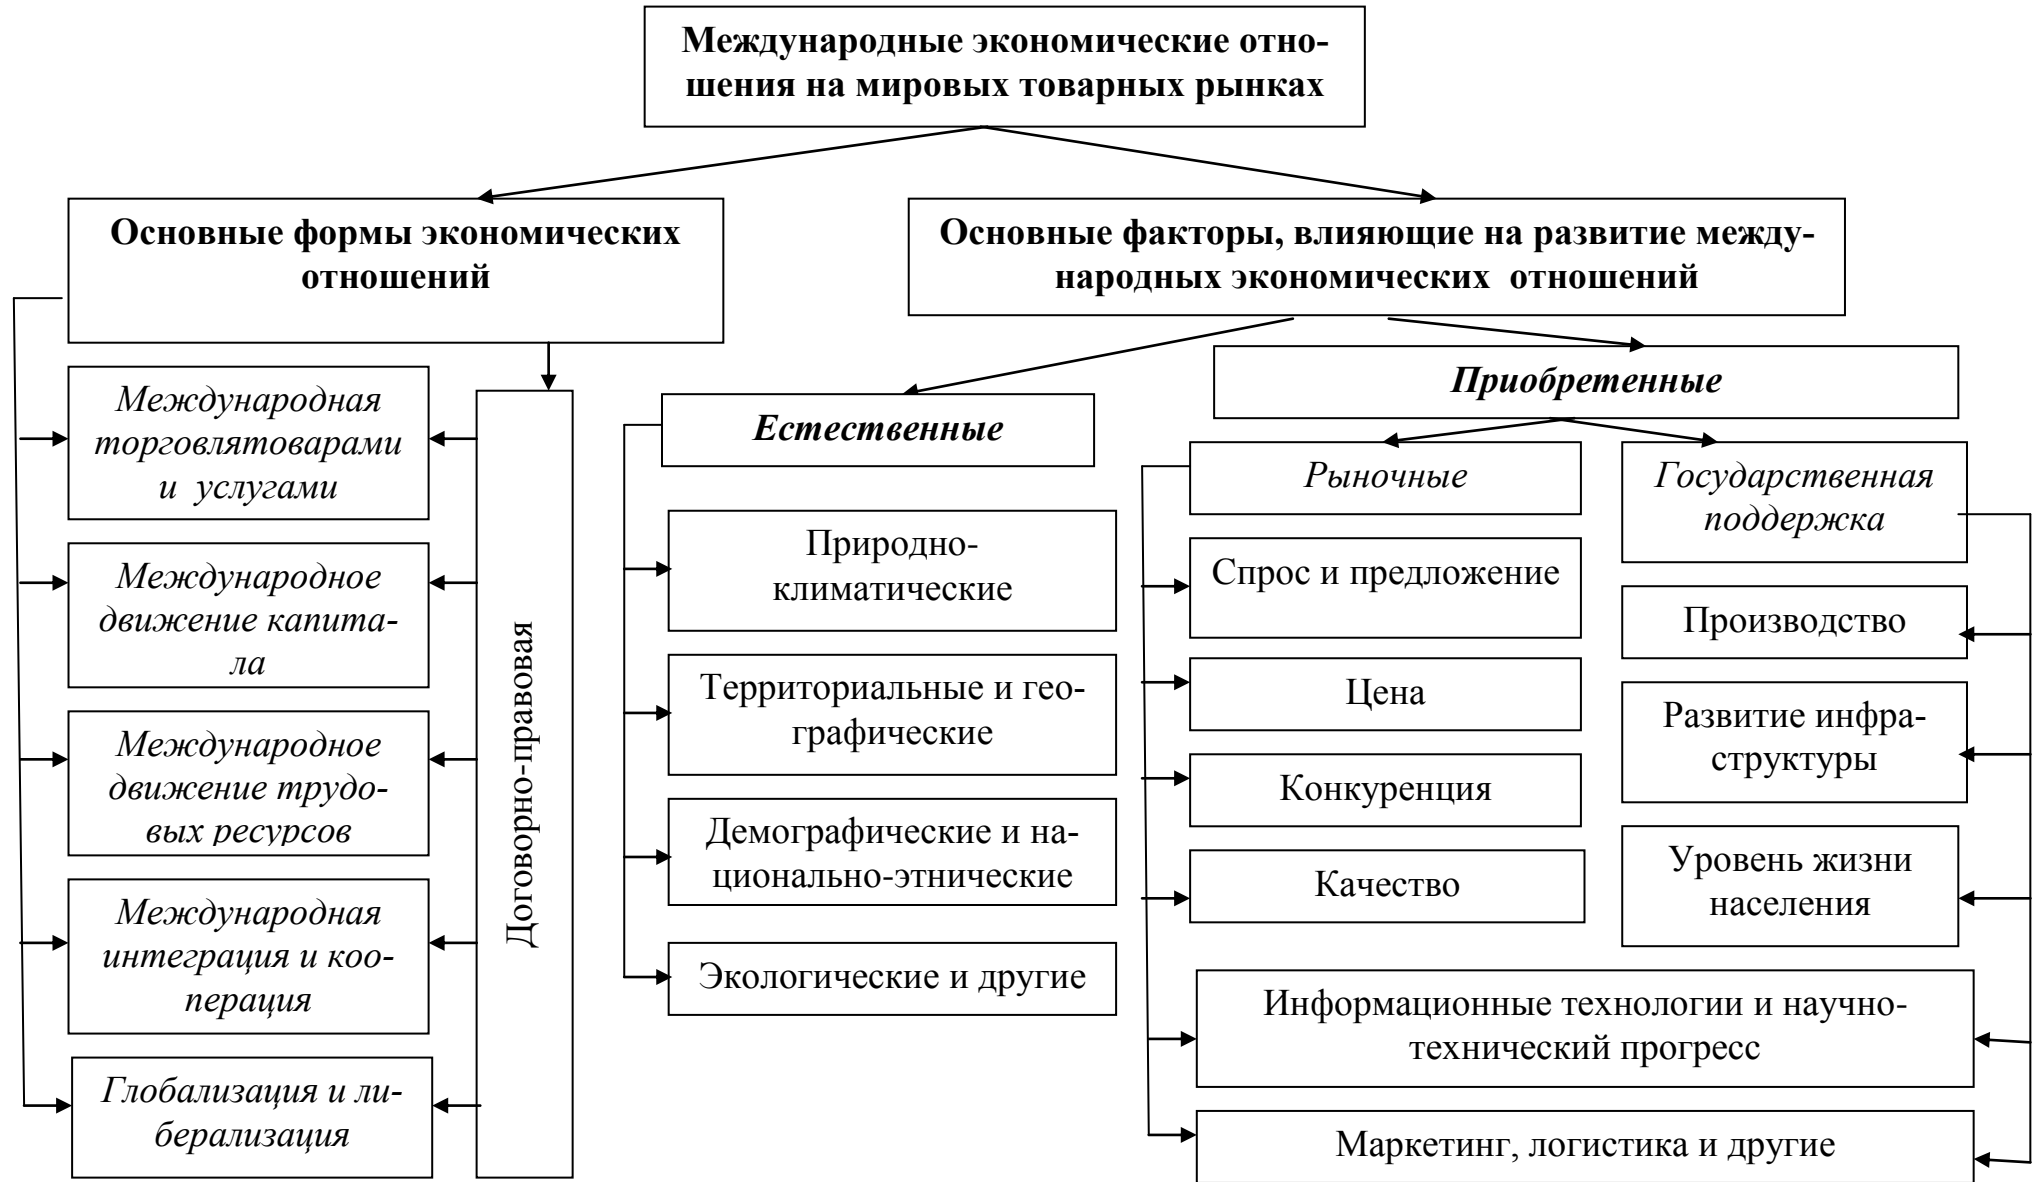 Международные экономические отно-
шения на мировых товарных рынках
Основные формы экономических
отношений
Основные факторы, влияющие на развитие между-
народных экономических отношений
Международная
торговлятоварами
и услугами
Международное
движение капита-
ла
Международное
движение трудо-
вых ресурсов
Международная
интеграция и коо-
перация
Глобализация и ли-
берализация
Договорно-правовая
Естественные
Природно-
климатические
Территориальные и гео-
графические
Демографические и на-
ционально-этнические
Экологические и другие
Приобретенные
Рыночные
Спрос и предложение
Цена
Конкуренция
Качество
Государственная
поддержка
Производство
Развитие инфра-
структуры
Уровень жизни
населения
Информационные технологии и научно-
технический прогресс
Маркетинг, логистика и другие